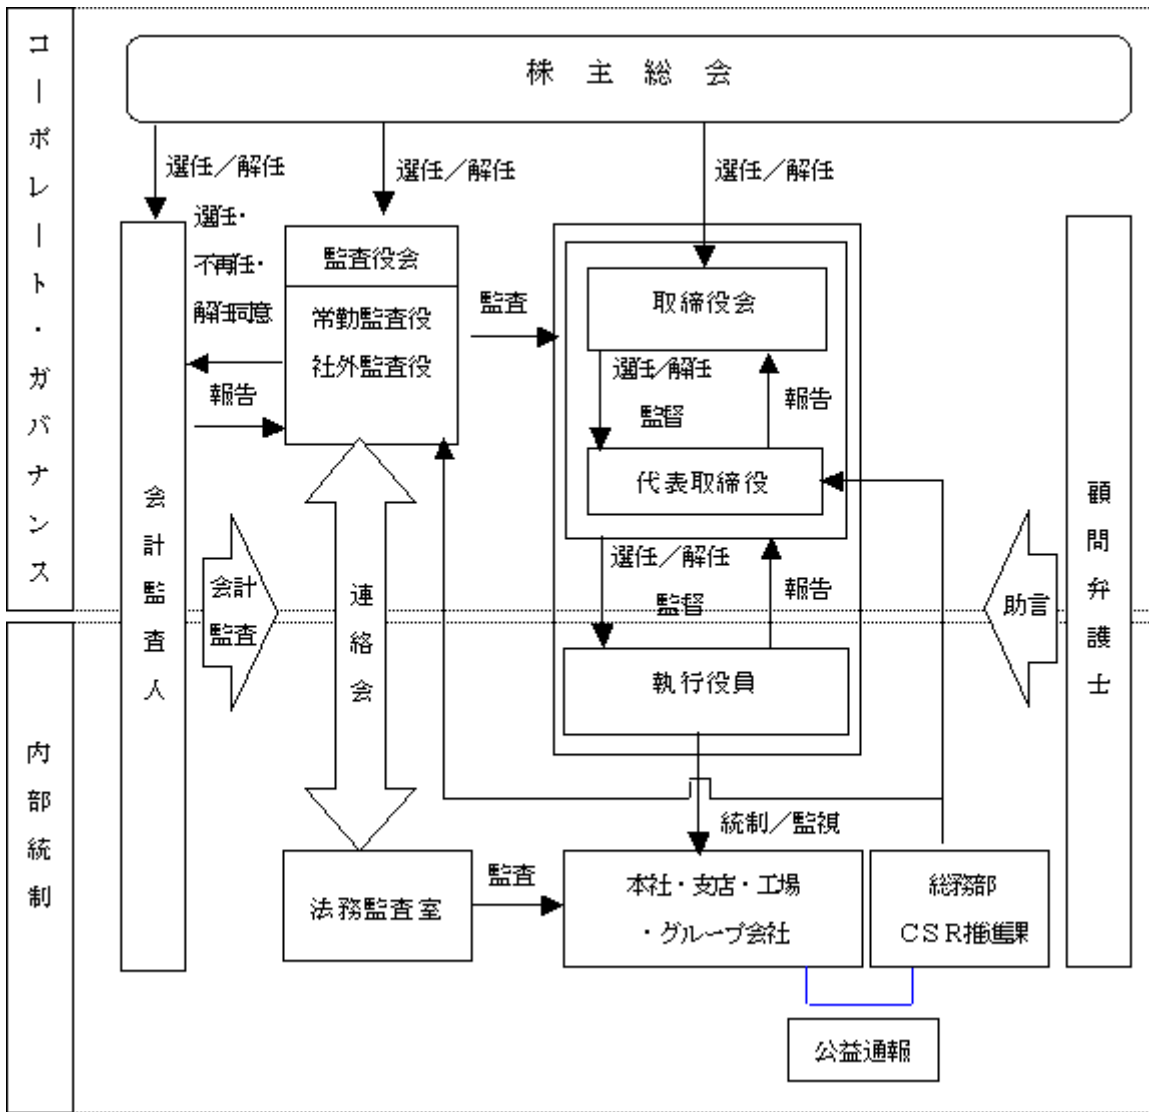 コーポレート・ガバナンス
株主総会
選任／解任
選任／解任
選任／解任
選任・
不再任・
解任同意
報告
監査役会
常勤監査役
社外監査役
監査
取締役会
選任/解任
監督
報告
代表取締役
選任／解任
監督
報告
会計監査人
会計
監査
連絡会
助言
顧問弁護士
執行役員
内部統制
統制／監視
法務監査室
監査
本社・支店・工場
・グループ会社
総務部
ＣＳＲ推進課
公益通報